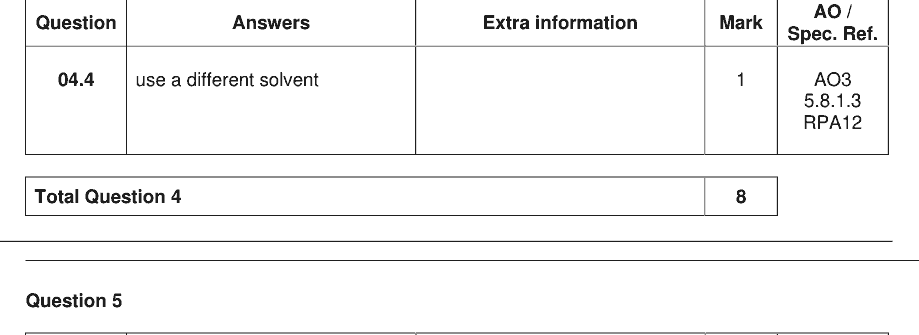 Question Answers Extra information Mark AO /
Spec. Ref.
04.4 use a different solvent 1 AO3
5.8.1.3
RPA12
Total Question 4 8
Question 5